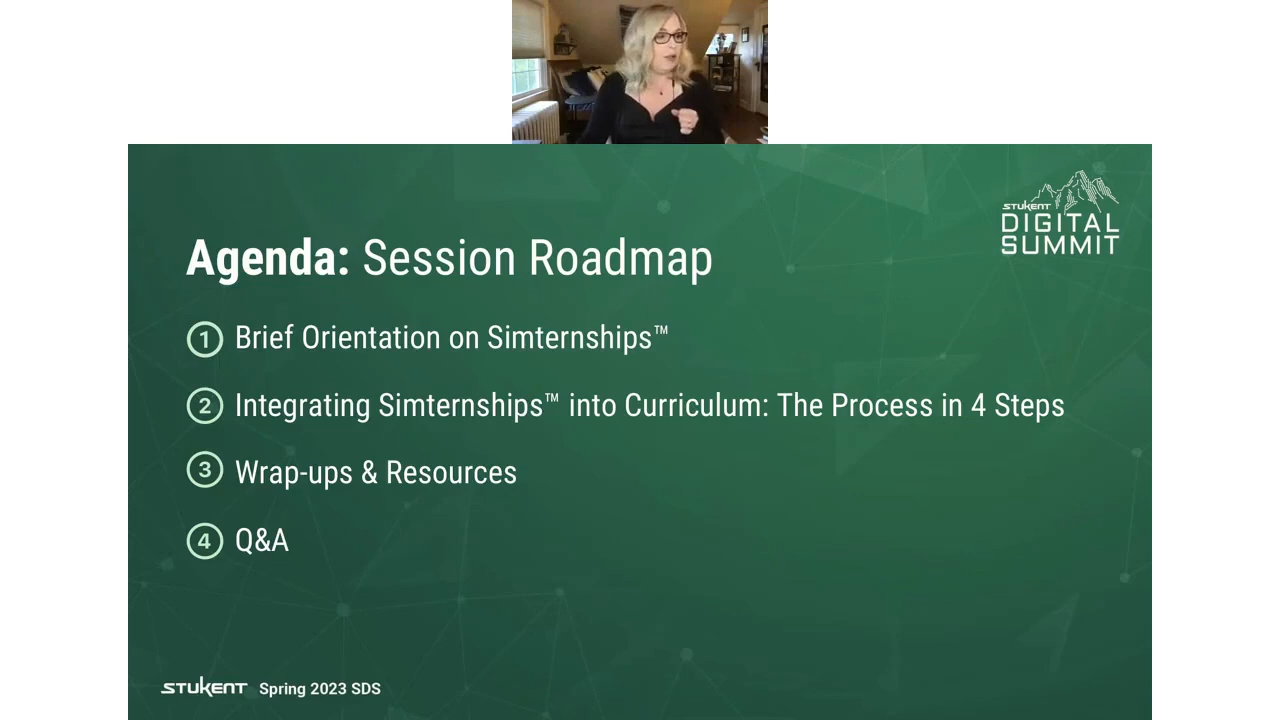 STUKENT
DIGITAL
SUMMIT
Agenda: Session Roadmap
1 Brief Orientation on Simternships™
2 Integrating Simternships™ into Curriculum: The Process in 4 Steps
3 Wrap-ups & Resources
4 Q&A
STUKENT Spring 2023 SDS